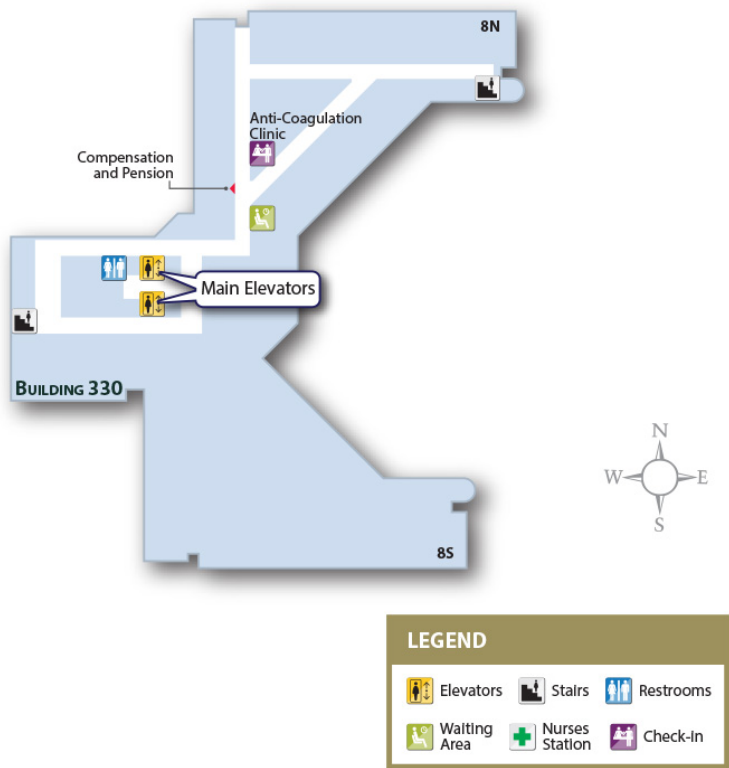 8N
Anti-Coagulation
Clinic
Compensation
and Pension
Main Elevators
BUILDING 330
N
W E
S
8S
LEGEND
Elevators
Stairs
Restrooms
Waiting
Area
Nurses
Station
Check-In